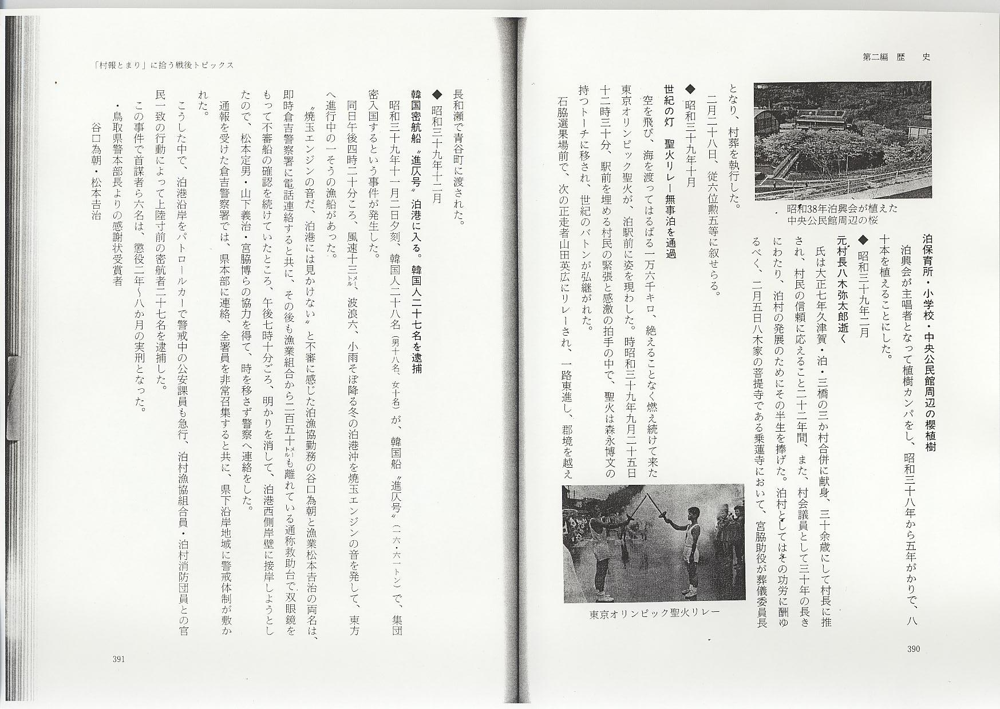 第二編　歴　史
昭和38年泊興会が植えた
中央公民館周辺の桜
泊保育所・小学校・中央公民館周辺の櫻植樹
泊興会が主唱者となって植樹カンパをし、昭和三十八年から五年がかりで、八
十本を植えることにした。
◆　昭和三十九年二月
元村長八木弥太郎逝く
氏は大正七年久津賀・泊・三橋の三か村合併に献身、三十余歳にして村長に推
され、村民の信頼に応えること二十二年間、また、村会議員として三十年の長き
にわたり、泊村の発展のためにその半生を捧げた。泊村としてはその功労に酬ゆ
るべく、二月五日八木家の菩提寺である乗蓮寺において、宮脇助役が葬儀委員長
となり、村葬を執行した。
二月二十八日、従六位勲五等に叙せらる。
◆　昭和三十九年十月
世紀の灯　聖火リレー無事泊を通過
空を飛び、海を渡ってはるばる一万六千キロ、絶えることなく燃え続けて来た
東京オリンピック聖火が、泊駅前に姿を現わした。時昭和三十九年九月二十五日
十二時三十分、駅前を埋める村民の緊張と感激の拍手の中で、聖火は森永博文の
持つトーチに移され、世紀のバトンが弘継がれた。
石脇選果場前で、次の正走者山田英広にリレーされ、一路東進し、郡境を越え
東京オリンピック聖火リレー
390
「村報とまり」に拾う戦後トピックス
長和瀬で青谷町に渡された。
◆　昭和三十九年十二月
韓国密航船〝進仄号〟泊港に入る。韓国人二十七名を逮捕
昭和三十九年十一月二日夕刻、韓国人二十八名（男十八名、女十名）が、韓国船〝進仄号〟（一六・六一トン）で、集団
密入国するという事件が発生した。
同日午後四時二十分ころ、風速十三メートル、波浪六、小雨そぼ降る冬の泊港沖を焼玉エンジンの音を発して、東方
へ進行中の一そうの漁船があった。
〝焼玉エンジンの音だ、泊港には見かけない〟と不審に感じた泊漁協勤務の谷口為朝と漁業松本吉治の両名は、
即時倉吉警察署に電話連絡すると共に、その後も漁業組合から二百五十メートルも離れている通称救助台で双眼鏡を
もって不審船の確認を続けていたところ、午後七時十分ごろ、明かりを消して、泊港西側岸壁に接岸しようとし
たので、松本定男・山下義治・宮脇博らの協力を得て、時を移さず警察へ連絡をした。
通報を受けた倉吉警察署では、県本部に連絡、全署員を非常召集すると共に、県下沿岸地域に警戒体制が敷か
れた。
こうした中で、泊港沿岸をパトロールカーで警戒中の公安課員も急行、泊村漁協組合員・泊村消防団員との官
民一致の行動によって上陸寸前の密航者二十七名を逮捕した。
この事件で首謀者ら六名は、懲役二年〜八か月の実刑となった。
・鳥取県警本部長よりの感謝状受賞者
谷口為朝・松本吉治
391